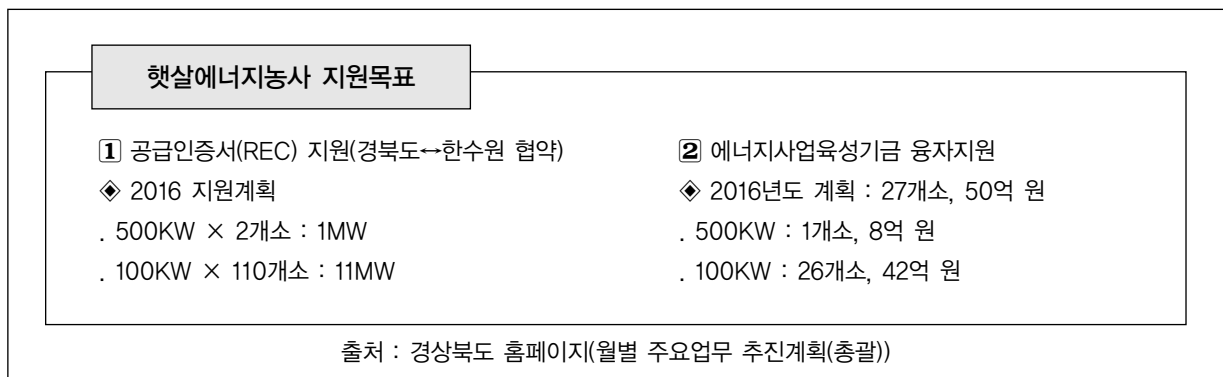 햇살에너지농사 지원목표
1 공급인증서(REC) 지원(경북도↔한수원 협약)
◈ 2016 지원계획
. 500KW × 2개소 : 1MW
. 100KW × 110개소 : 11MW
2 에너지사업육성기금 융자지원
◈ 2016년도 계획 : 27개소, 50억 원
. 500KW : 1개소, 8억 원
. 100KW : 26개소, 42억 원
출처 : 경상북도 홈페이지(월별 주요업무 추진계획(총괄))